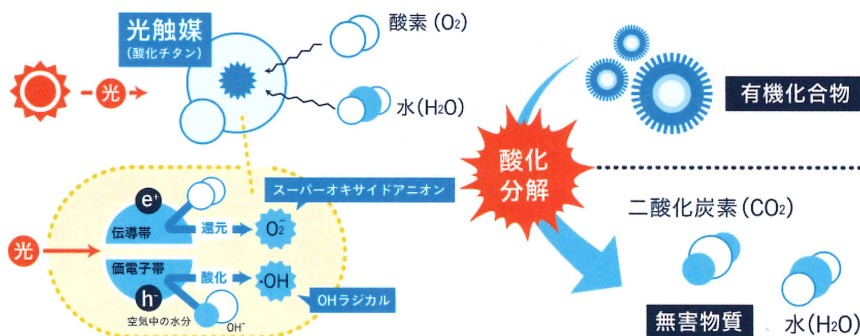 光触媒
(酸化チタン)
酸素(O₂)
水(H₂O)
光
e⁺
伝導帯
還元
スーパーオキサイドアニオン
O₂⁻
光
価電子帯
酸化
・OH
h⁻
空気中の水分
OH⁻
OHラジカル
有機化合物
酸化
分解
二酸化炭素(CO₂)
無害物質
水(H₂O)